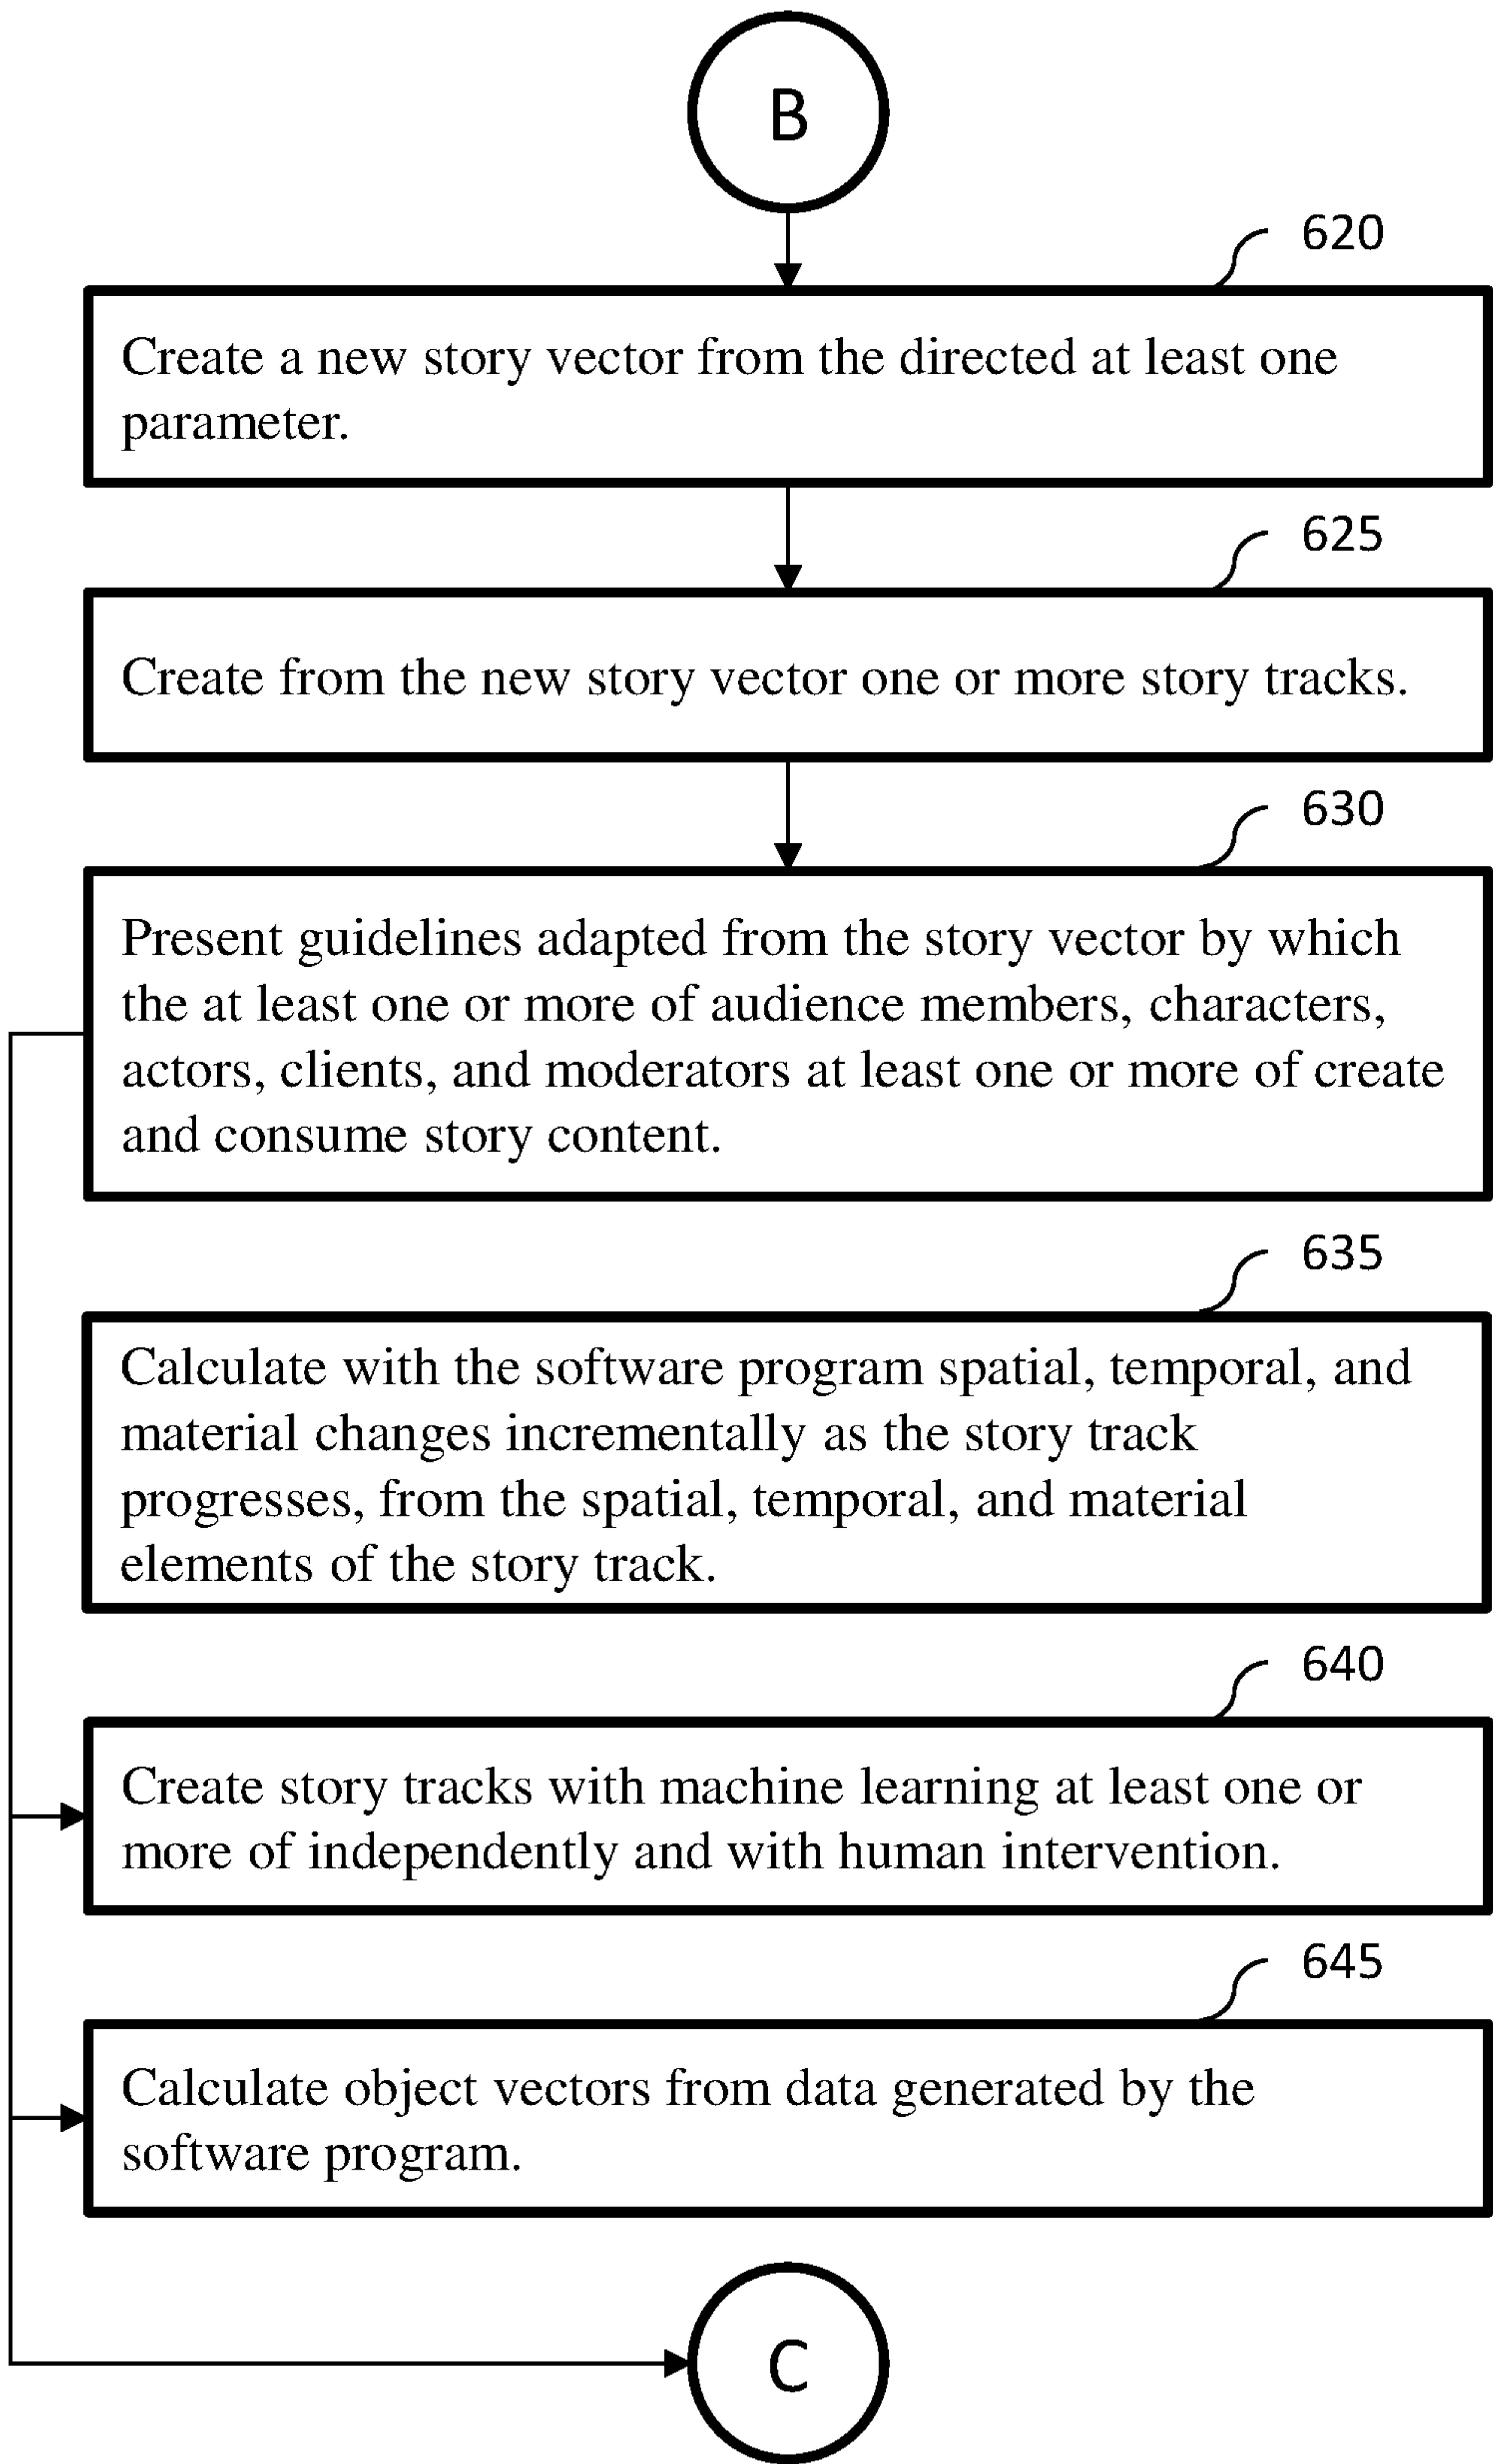 B
620
Create a new story vector from the directed at least one
parameter.
625
Create from the new story vector one or more story tracks.
630
Present guidelines adapted from the story vector by which
the at least one or more of audience members, characters,
actors, clients, and moderators at least one or more of create
and consume story content.
635
Calculate with the software program spatial, temporal, and
material changes incrementally as the story track
progresses, from the spatial, temporal, and material
elements of the story track.
640
Create story tracks with machine learning at least one or
more of independently and with human intervention.
645
Calculate object vectors from data generated by the
software program.
C